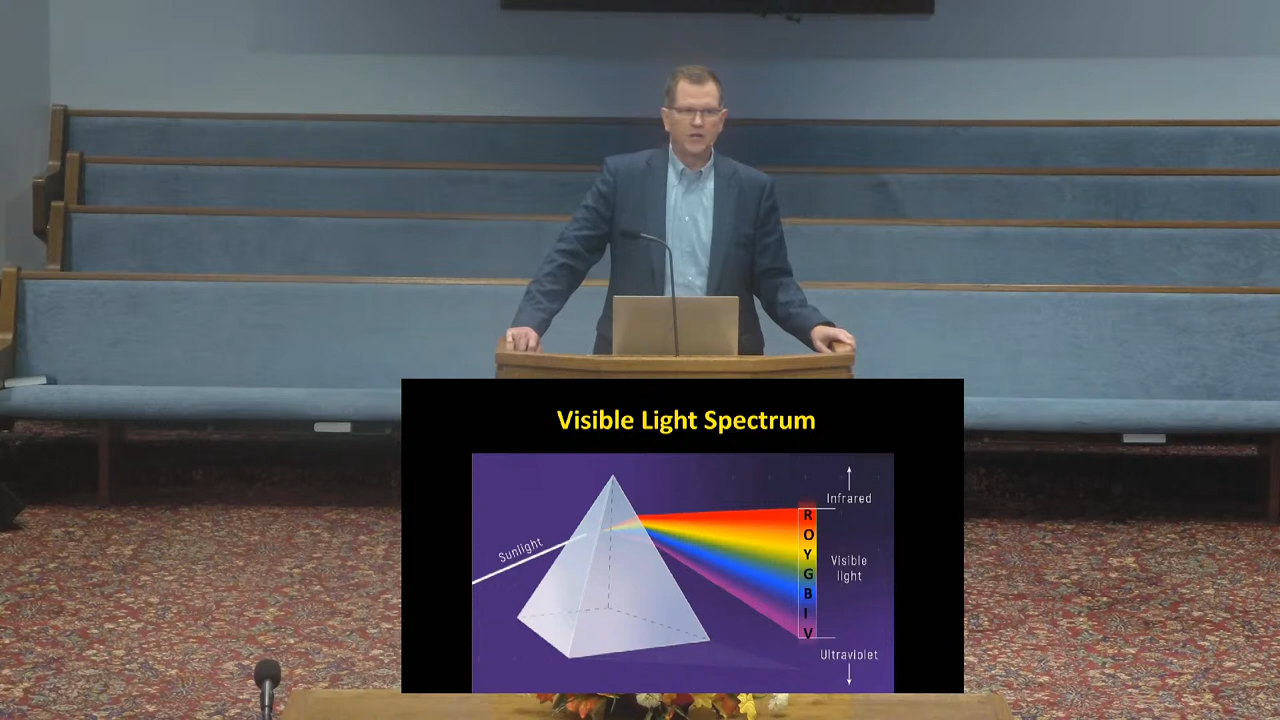 Visible Light Spectrum
Infrared
Sunlight
R
O
Y
G
B
I
V
Visible
light
Ultraviolet